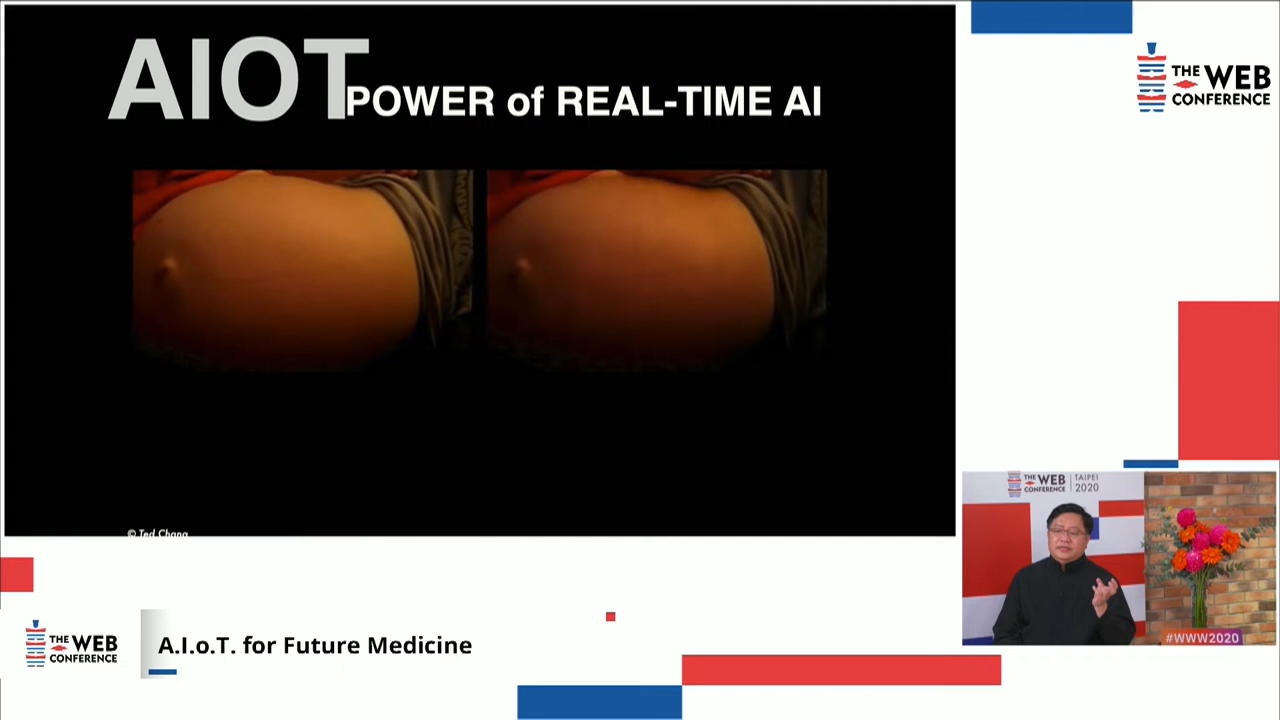 AIOT
POWER of REAL-TIME AI
© Ted Chang
THE WEB
CONFERENCE
THE WEB
CONFERENCE
TAIPEI
2020
#WWW2020
THE WEB
CONFERENCE
A.I.o.T. for Future Medicine